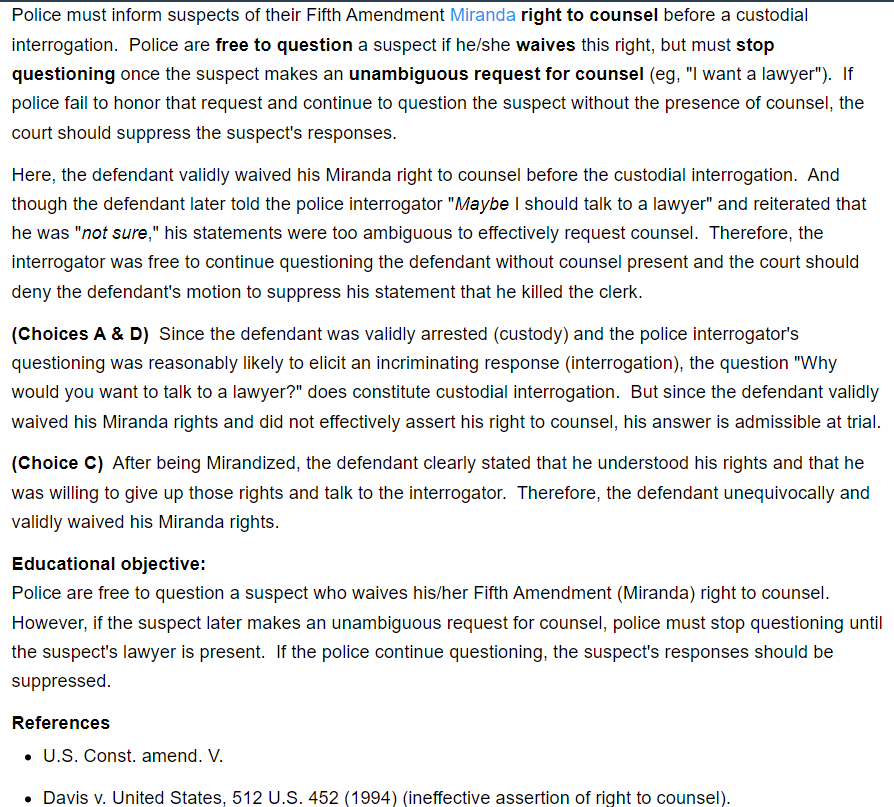 Police must inform suspects of their Fifth Amendment Miranda right to counsel before a custodial
interrogation.  Police are free to question a suspect if he/she waives this right, but must stop
questioning once the suspect makes an unambiguous request for counsel (eg, "I want a lawyer").  If
police fail to honor that request and continue to question the suspect without the presence of counsel, the
court should suppress the suspect's responses.
Here, the defendant validly waived his Miranda right to counsel before the custodial interrogation.  And
though the defendant later told the police interrogator "Maybe I should talk to a lawyer" and reiterated that
he was "not sure," his statements were too ambiguous to effectively request counsel.  Therefore, the
interrogator was free to continue questioning the defendant without counsel present and the court should
deny the defendant's motion to suppress his statement that he killed the clerk.
(Choices A & D)  Since the defendant was validly arrested (custody) and the police interrogator's
questioning was reasonably likely to elicit an incriminating response (interrogation), the question "Why
would you want to talk to a lawyer?" does constitute custodial interrogation.  But since the defendant validly
waived his Miranda rights and did not effectively assert his right to counsel, his answer is admissible at trial.
(Choice C)  After being Mirandized, the defendant clearly stated that he understood his rights and that he
was willing to give up those rights and talk to the interrogator.  Therefore, the defendant unequivocally and
validly waived his Miranda rights.
Educational objective:
Police are free to question a suspect who waives his/her Fifth Amendment (Miranda) right to counsel.
However, if the suspect later makes an unambiguous request for counsel, police must stop questioning until
the suspect's lawyer is present.  If the police continue questioning, the suspect's responses should be
suppressed.
References
• U.S. Const. amend. V.
• Davis v. United States, 512 U.S. 452 (1994) (ineffective assertion of right to counsel).